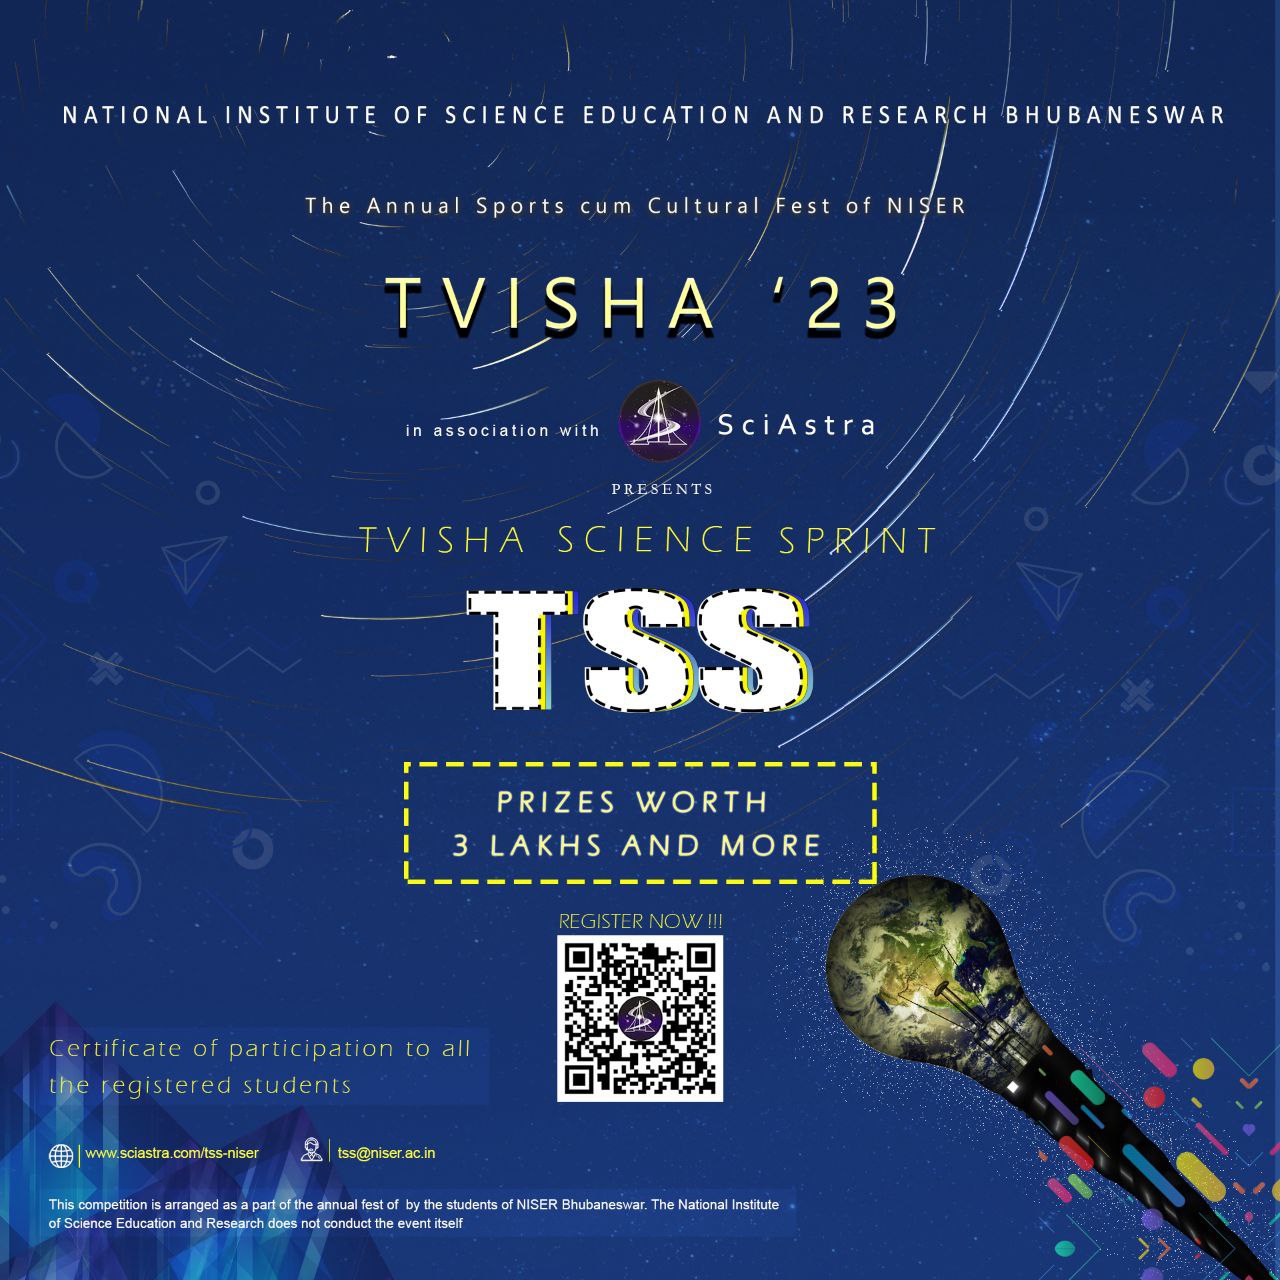 NATIONAL INSTITUTE OF SCIENCE EDUCATION AND RESEARCH BHUBANESWAR
The Annual Sports cum Cultural Fest of NISER
TVISHA ‘23
in association with SciAstra
PRESENTS
TVISHA SCIENCE SPRINT
TSS
PRIZES WORTH
3 LAKHS AND MORE
REGISTER NOW !!!
Certificate of participation to all
the registered students
www.sciastra.com/tss-niser tss@niser.ac.in
This competition is arranged as a part of the annual fest of by the students of NISER Bhubaneswar. The National Institute
of Science Education and Research does not conduct the event itself